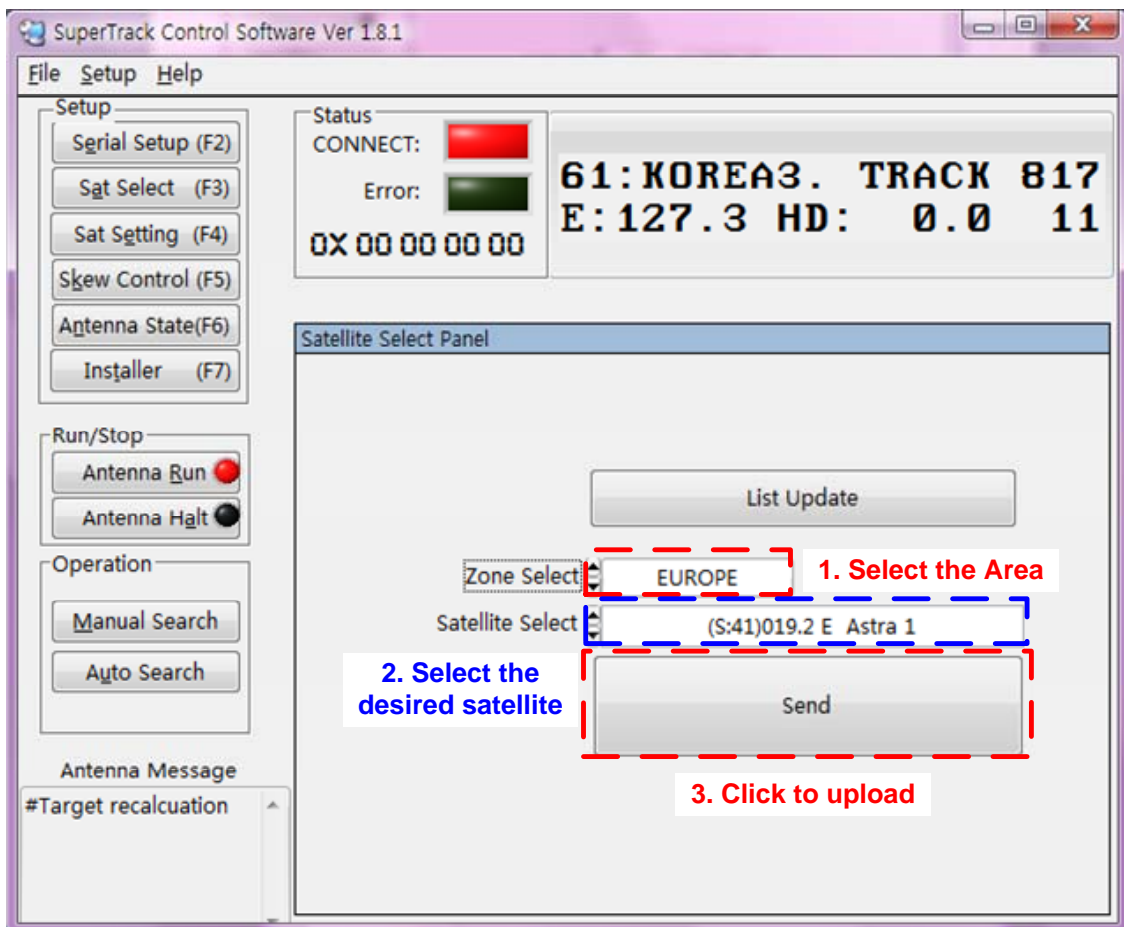 SuperTrack Control Software Ver 1.8.1
File Setup Help
Setup
Serial Setup (F2)
Sat Select (F3)
Sat Setting (F4)
Skew Control (F5)
Antenna State(F6)
Installer (F7)
Run/Stop
Antenna Run
Antenna Halt
Operation
Manual Search
Auto Search
Antenna Message
#Target recalcuation
Status
CONNECT:
Error:
0X 00 00 00 00
61:KOREA3. TRACK 817
E:127.3 HD: 0.0 11
Satellite Select Panel
List Update
Zone Select EUROPE
1. Select the Area
Satellite Select (S:41)019.2 E Astra 1
2. Select the
desired satellite
Send
3. Click to upload